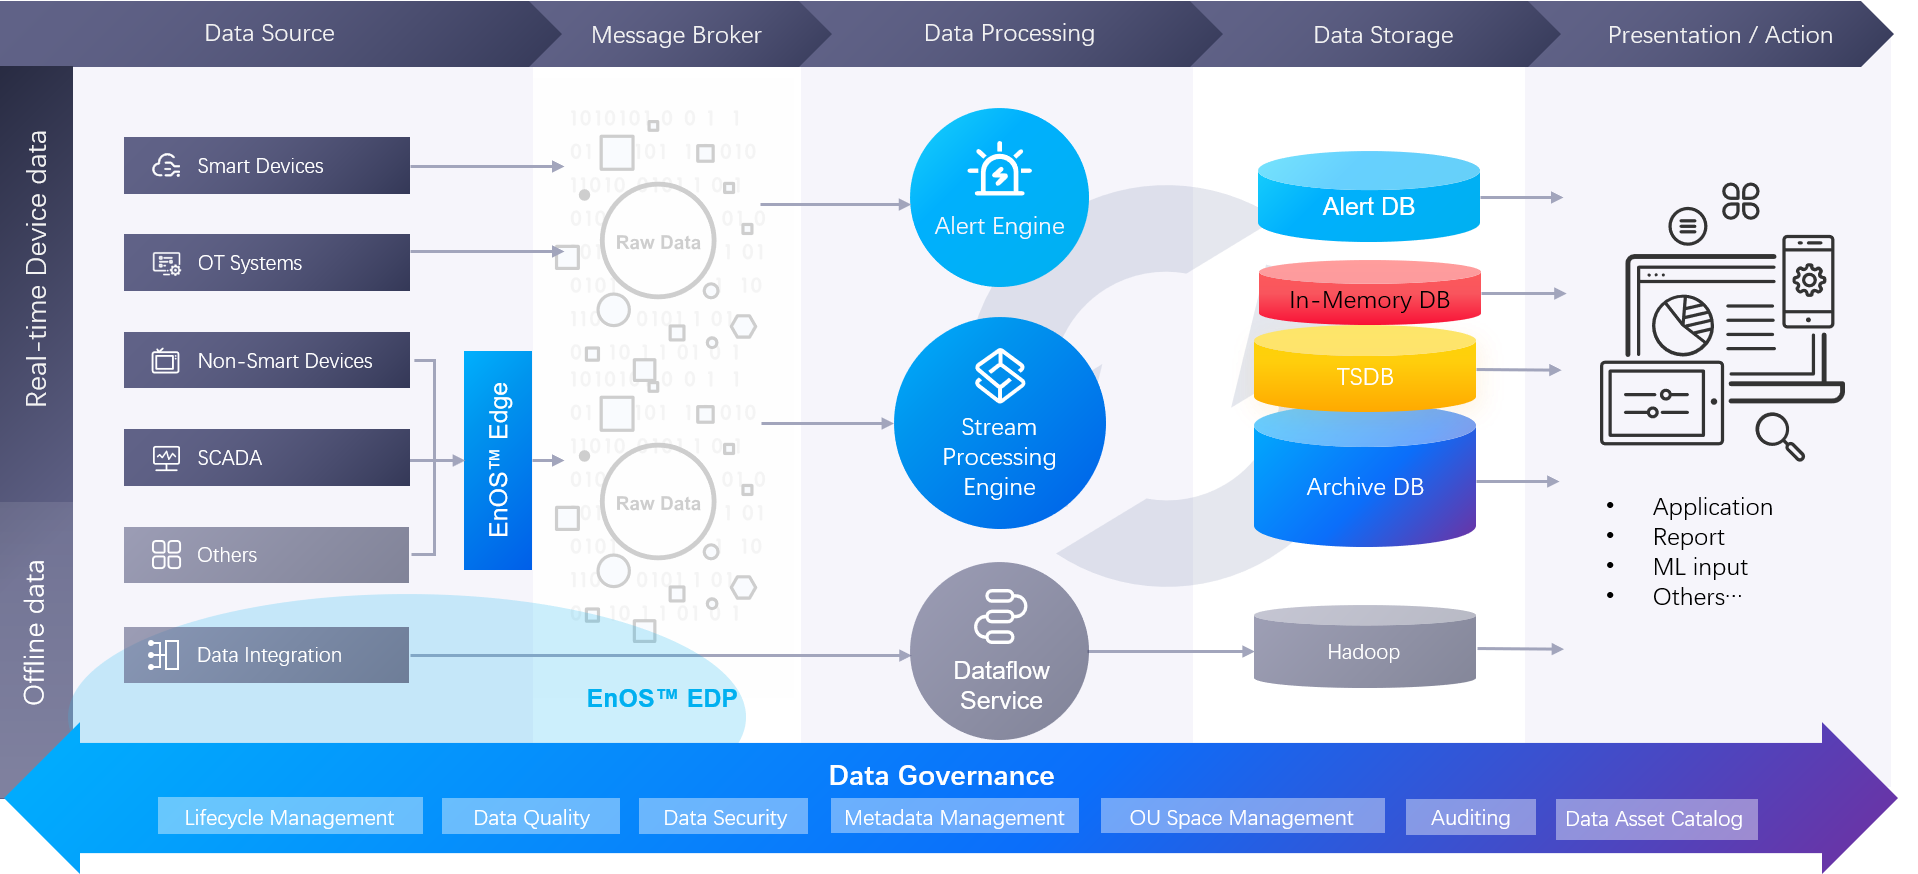 Data Source
Message Broker
Data Processing
Data Storage
Presentation / Action
Real-time Device data
Offline data
Smart Devices
OT Systems
Non-Smart Devices
SCADA
Others
Data Integration
EnOS™ Edge
Raw Data
Raw Data
EnOS™ EDP
Alert Engine
Stream
Processing
Engine
Dataflow
Service
Alert DB
In-Memory DB
TSDB
Archive DB
Hadoop
• Application
• Report
• ML input
• Others···
Data Governance
Lifecycle Management
Data Quality
Data Security
Metadata Management
OU Space Management
Auditing
Data Asset Catalog